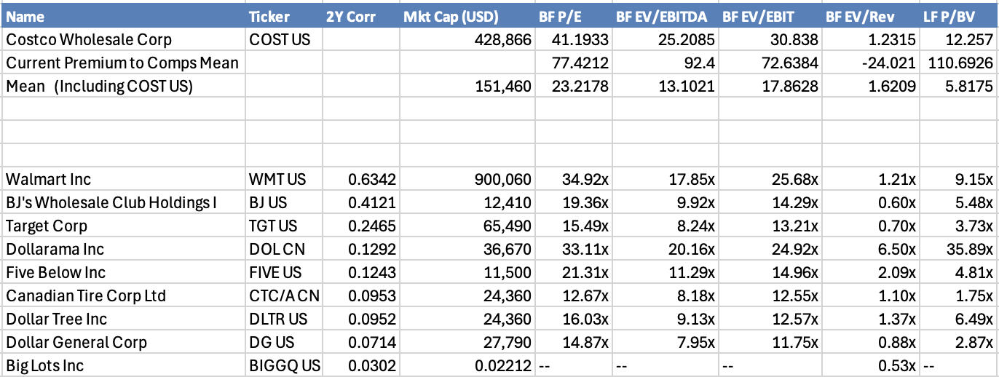 Name Ticker 2Y Corr Mkt Cap (USD) BF P/E BF EV/EBITDA BF EV/EBIT BF EV/Rev LF P/BV
Costco Wholesale Corp COST US 428,866 41.1933 25.2085 30.838 1.2315 12.257
Current Premium to Comps Mean 77.4212 92.4 72.6384 -24.021 110.6926
Mean (Including COST US) 151,460 23.2178 13.1021 17.8628 1.6209 5.8175
Walmart Inc WMT US 0.6342 900,060 34.92x 17.85x 25.68x 1.21x 9.15x
BJ's Wholesale Club Holdings I BJ US 0.4121 12,410 19.36x 9.92x 14.29x 0.60x 5.48x
Target Corp TGT US 0.2465 65,490 15.49x 8.24x 13.21x 0.70x 3.73x
Dollarama Inc DOL CN 0.1292 36,670 33.11x 20.16x 24.92x 6.50x 35.89x
Five Below Inc FIVE US 0.1243 11,500 21.31x 11.29x 14.96x 2.09x 4.81x
Canadian Tire Corp Ltd CTC/A CN 0.0953 24,360 12.67x 8.18x 12.55x 1.10x 1.75x
Dollar Tree Inc DLTR US 0.0952 24,360 16.03x 9.13x 12.57x 1.37x 6.49x
Dollar General Corp DG US 0.0714 27,790 14.87x 7.95x 11.75x 0.88x 2.87x
Big Lots Inc BIGGQ US 0.0302 0.02212 -- -- -- 0.53x --